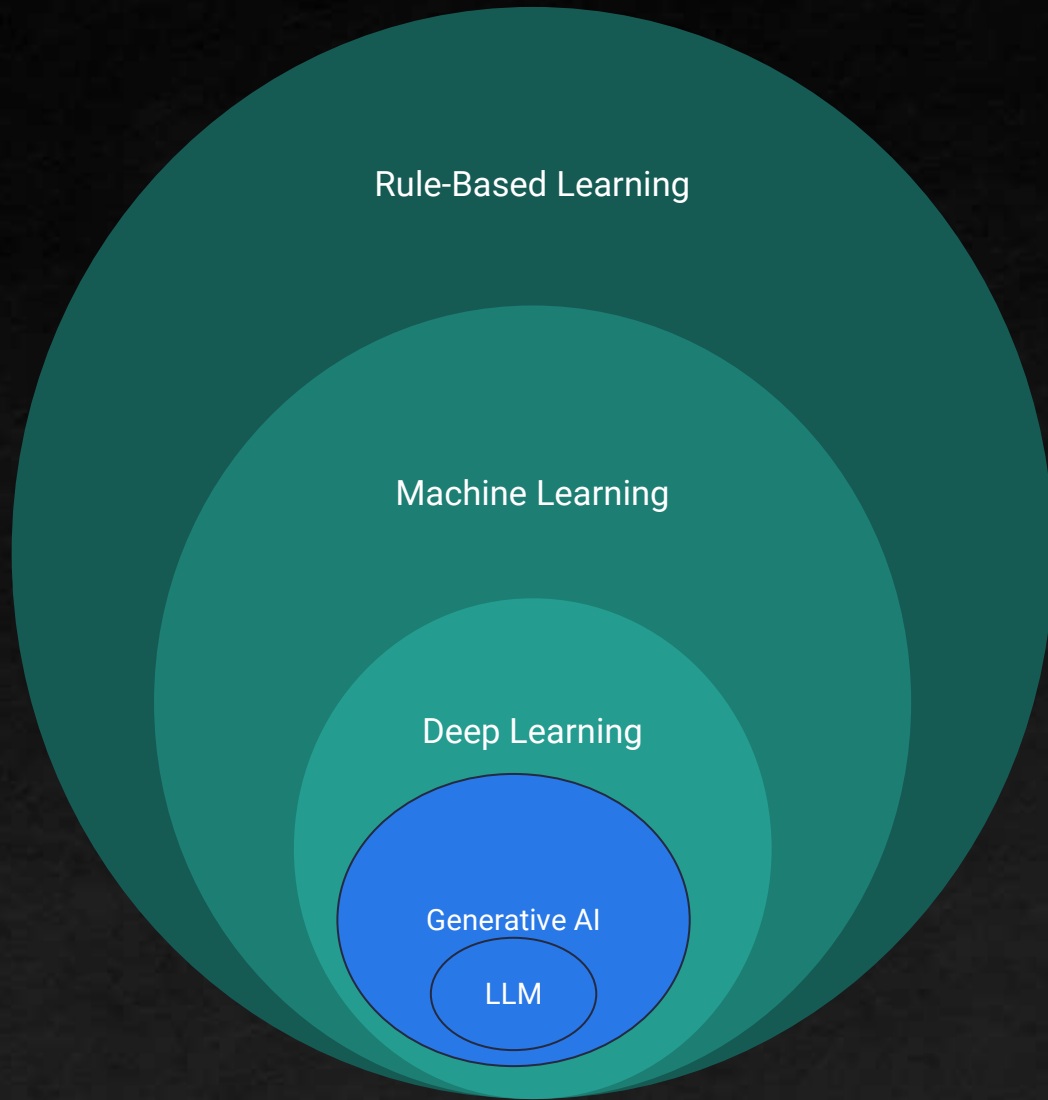 Rule-Based Learning
Machine Learning
Deep Learning
Generative AI
LLM